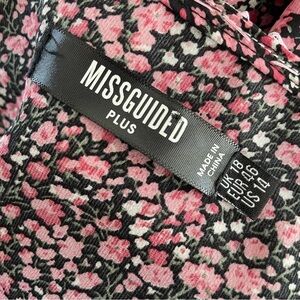 MISSGUIDED
PLUS
MADE IN
CHINA
UK 18
EUR 46
US 14